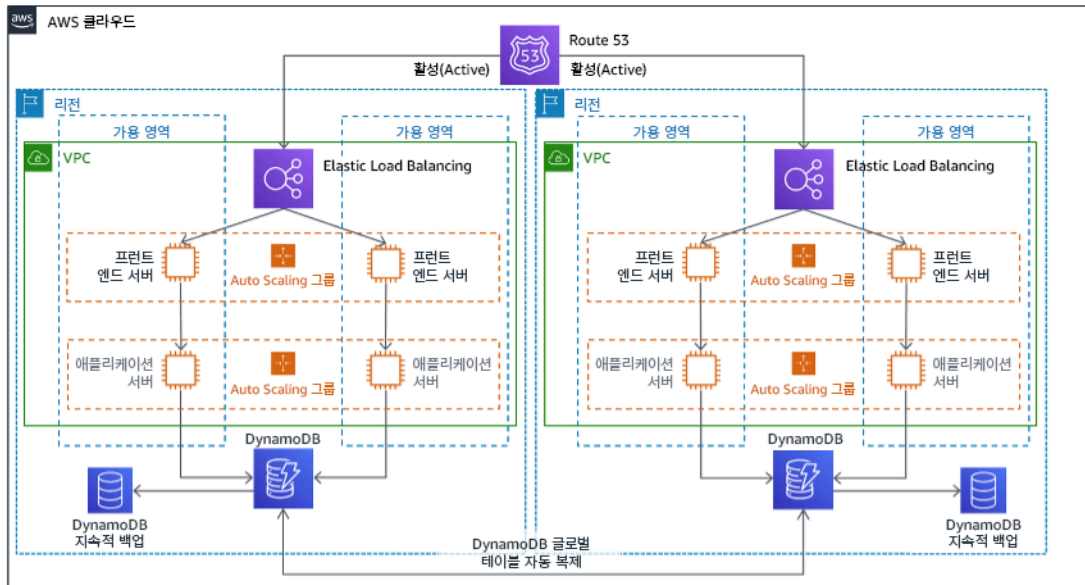 aws
AWS 클라우드
53
Route 53
활성(Active)
활성(Active)
리전
가용 영역
가용 영역
VPC
Elastic Load Balancing
프런트
엔드 서버
Auto Scaling 그룹
프런트
엔드 서버
애플리케이션
서버
Auto Scaling 그룹
애플리케이션
서버
DynamoDB
DynamoDB
지속적 백업
리전
가용 영역
가용 영역
VPC
Elastic Load Balancing
프런트
엔드 서버
Auto Scaling 그룹
프런트
엔드 서버
애플리케이션
서버
Auto Scaling 그룹
애플리케이션
서버
DynamoDB
DynamoDB
지속적 백업
DynamoDB 글로벌
테이블 자동 복제